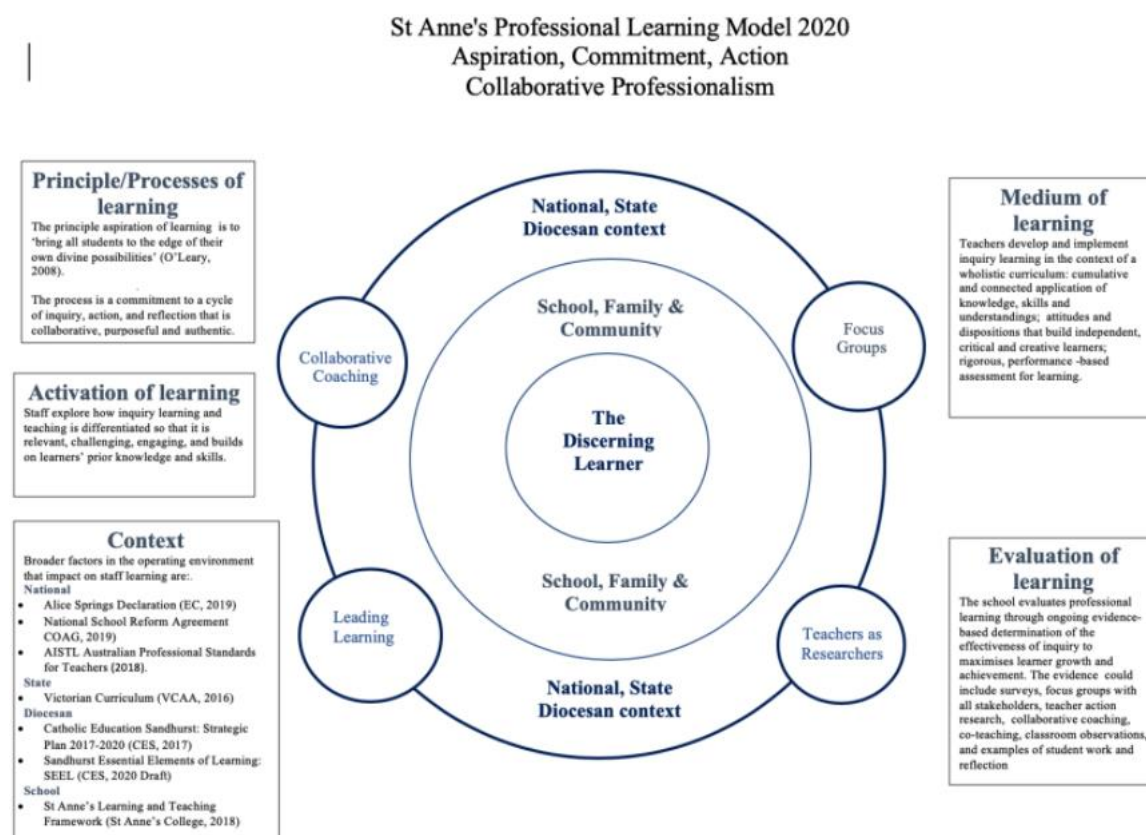 St Anne's Professional Learning Model 2020
Aspiration, Commitment, Action
Collaborative Professionalism
Principle/Processes of
learning
The principle aspiration of learning is to
'bring all students to the edge of their
own divine possibilities' (O'Leary,
2008).
The process is a commitment to a cycle
of inquiry, action, and reflection that is
collaborative, purposeful and authentic.
Activation of learning
Staff explore how inquiry learning and
teaching is differentiated so that it is
relevant, challenging, engaging, and builds
on learners' prior knowledge and skills.
Context
Broader factors in the operating environment
that impact on staff learning are:.
National
• Alice Springs Declaration (EC, 2019)
• National School Reform Agreement
COAG, 2019)
• AISTL Australian Professional Standards
for Teachers (2018).
State
• Victorian Curriculum (VCAA, 2016)
Diocesan
• Catholic Education Sandhurst: Strategic
Plan 2017-2020 (CES, 2017)
• Sandhurst Essential Elements of Learning:
SEEL (CES, 2020 Draft)
School
• St Anne's Learning and Teaching
Framework (St Anne's College, 2018)
National, State
Diocesan context
School, Family &
Community
Collaborative
Coaching
Focus
Groups
The
Discerning
Learner
School, Family &
Community
Leading
Learning
Teachers as
Researchers
National, State
Diocesan context
Medium of
learning
Teachers develop and implement
inquiry learning in the context of a
wholistic curriculum: cumulative
and connected application of
knowledge, skills and
understandings; attitudes and
dispositions that build independent,
critical and creative learners;
rigorous, performance -based
assessment for learning.
Evaluation of
learning
The school evaluates professional
learning through ongoing evidence-
based determination of the
effectiveness of inquiry to
maximises learner growth and
achievement. The evidence could
include surveys, focus groups with
all stakeholders, teacher action
research, collaborative coaching,
co-teaching, classroom observations,
and examples of student work and
reflection